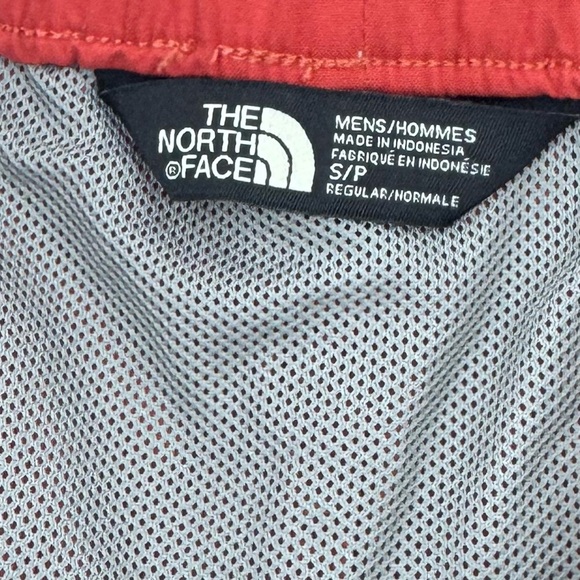 THE
NORTH
®FACE
MENS/HOMMES
MADE IN INDONESIA
FABRIQUÉ EN INDONÉSIE
S/P
REGULAR/NORMALE